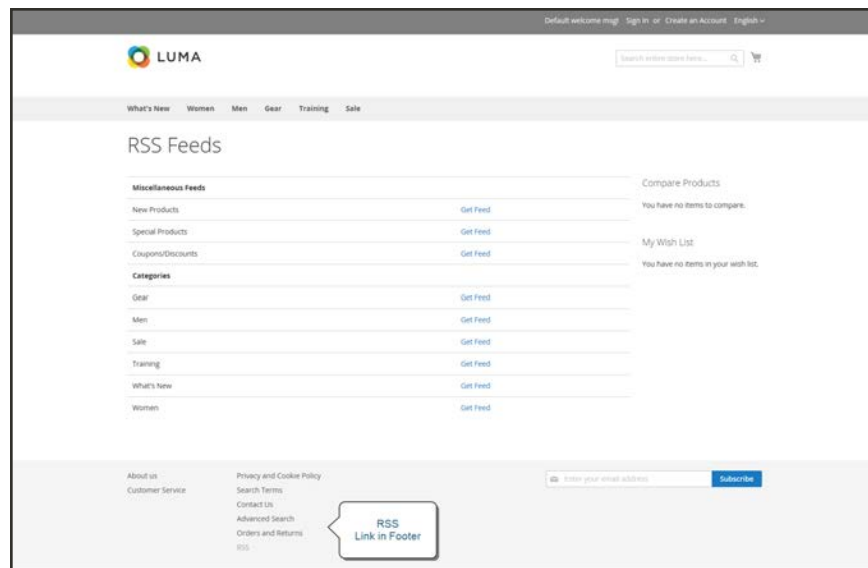 Default welcome msg! Sign In or Create an Account English
LUMA
Search entire store here...
What's New Women Men Gear Training Sale
RSS Feeds
Miscellaneous Feeds
New Products Get Feed
Special Products Get Feed
Coupons/Discounts Get Feed
Categories
Gear Get Feed
Men Get Feed
Sale Get Feed
Training Get Feed
What's New Get Feed
Women Get Feed
Compare Products
You have no items to compare.
My Wish List
You have no items in your wish list.
About us
Customer Service
Privacy and Cookie Policy
Search Terms
Contact Us
Advanced Search
Orders and Returns
RSS
RSS
Link in Footer
Enter your email address
Subscribe